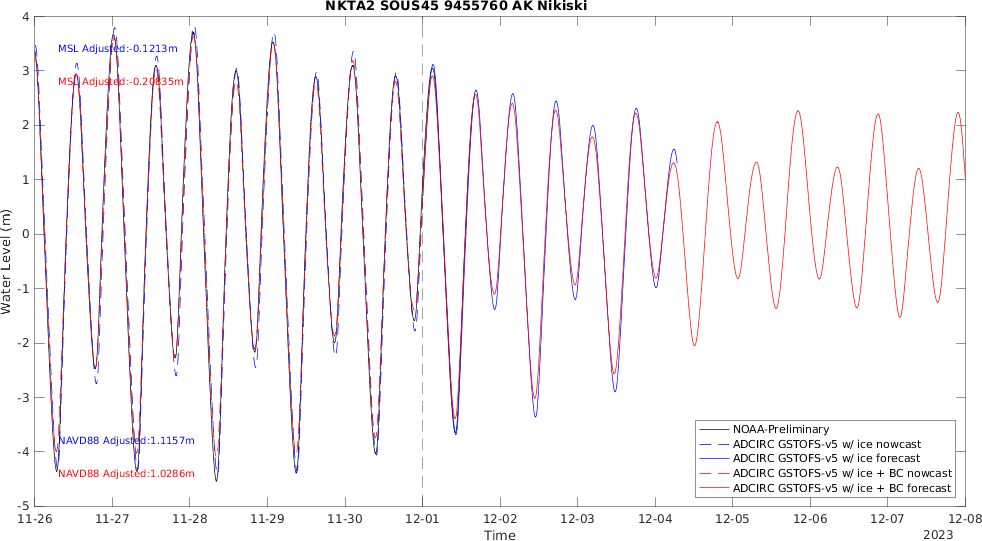 NKTA2 SOUS45 9455760 AK Nikiski
4
3
2
1
0
-1
-2
-3
-4
-5
Water Level (m)
MSL Adjusted:-0.1213m
MSL Adjusted:-0.20835m
NAVD88 Adjusted:1.1157m
NAVD88 Adjusted:1.0286m
NOAA-Preliminary
ADCIRC GSTOFS-v5 w/ ice nowcast
ADCIRC GSTOFS-v5 w/ ice forecast
ADCIRC GSTOFS-v5 w/ ice + BC nowcast
ADCIRC GSTOFS-v5 w/ ice + BC forecast
11-26 11-27 11-28 11-29 11-30 12-01 12-02 12-03 12-04 12-05 12-06 12-07 12-08
Time
2023